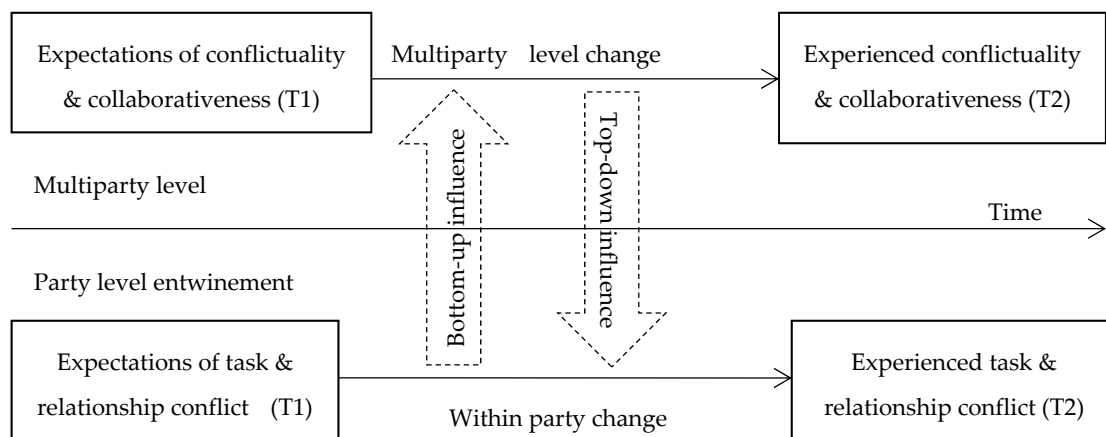 Expectations of conflictuality
& collaborativeness (T1)
Multiparty level change
Experienced conflictuality
& collaborativeness (T2)
Bottom-up influence
Top-down influence
Multiparty level
Time
Party level entwinement
Expectations of task &
relationship conflict (T1)
Within party change
Experienced task &
relationship conflict (T2)